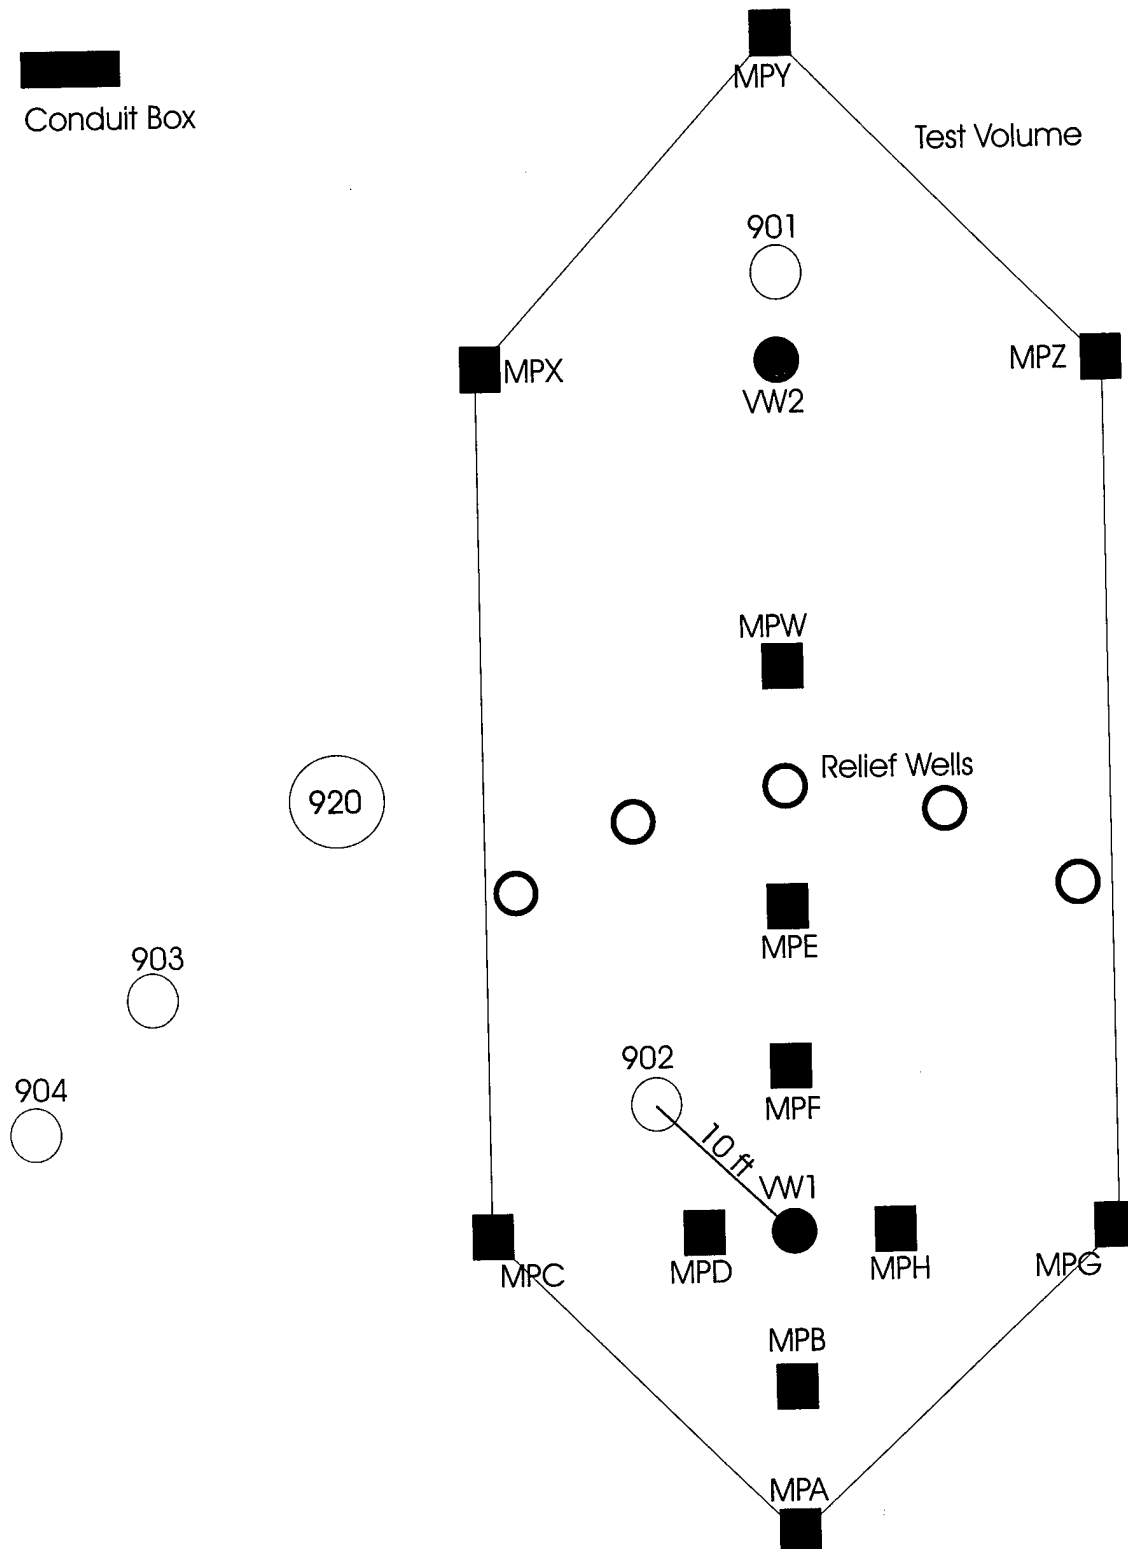 MPY
Conduit Box
Test Volume
901
MPX
MPZ
VW2
MPW
Relief Wells
920
MPE
903
902
904
MPF
10 ft
VW1
MPC
MPD
MPH
MPG
MPB
MPA